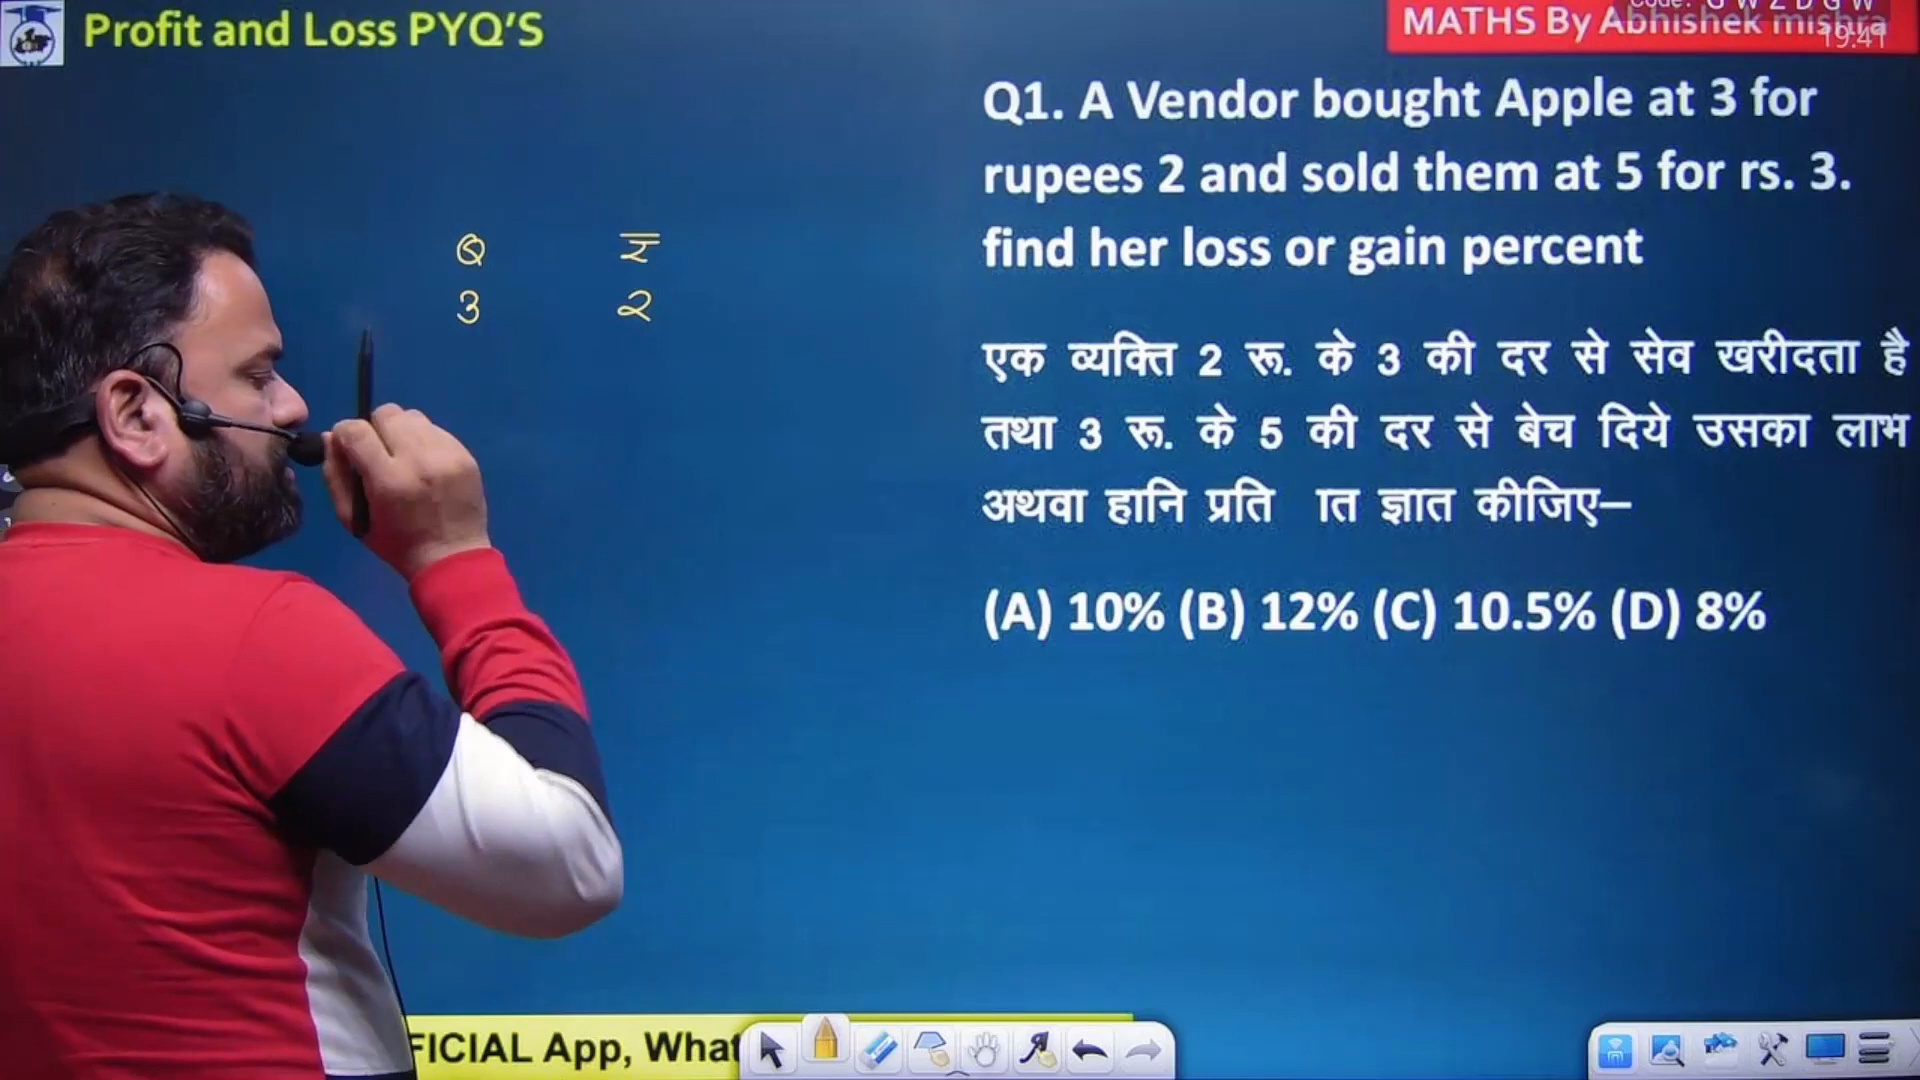 Profit and Loss PYQ'S
Code: G W Z D G W
MATHS By Abhishek mishra
19:41
Q1. A Vendor bought Apple at 3 for
rupees 2 and sold them at 5 for rs. 3.
find her loss or gain percent
Q ₹
3 2
एक व्यक्ति 2 रू. के 3 की दर से सेव खरीदता है
तथा 3 रू. के 5 की दर से बेच दिये उसका लाभ
अथवा हानि प्रति ात ज्ञात कीजिए–
(A) 10% (B) 12% (C) 10.5% (D) 8%
FICIAL App, What